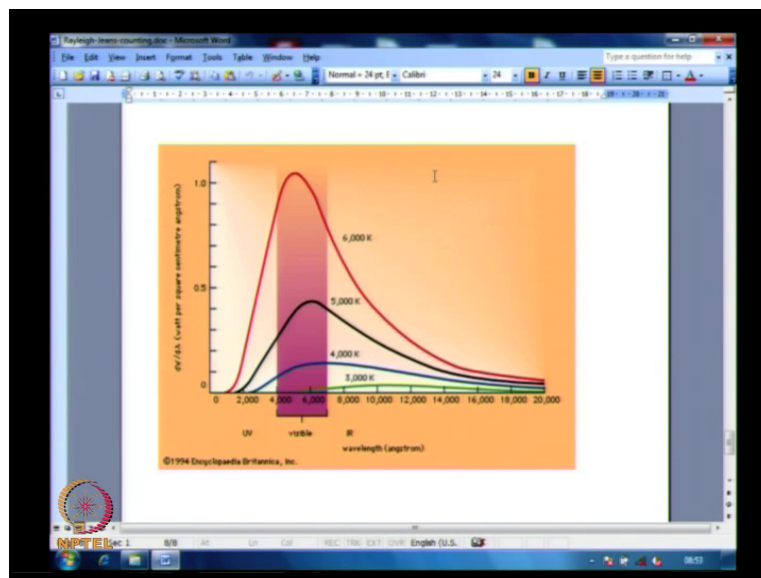 Rayleigh-Jeans-counting.doc - Microsoft Word
File Edit View Insert Format Tools Table Window Help
Type a question for help
Normal + 24 pt, Calibri 24 B I U
1.0
6,000 K
dV/dλ (watt per square centimetre angstrom)
0.5
5,000 K
4,000 K
3,000 K
0
0 2,000 4,000 6,000 8,000 10,000 12,000 14,000 16,000 18,000 20,000
UV visible IR
wavelength (angstrom)
©1994 Encyclopaedia Britannica, Inc.
NPTEL
Sec 1 8/8 At Ln Col REC TRK EXT OVR English (U.S.
08:53